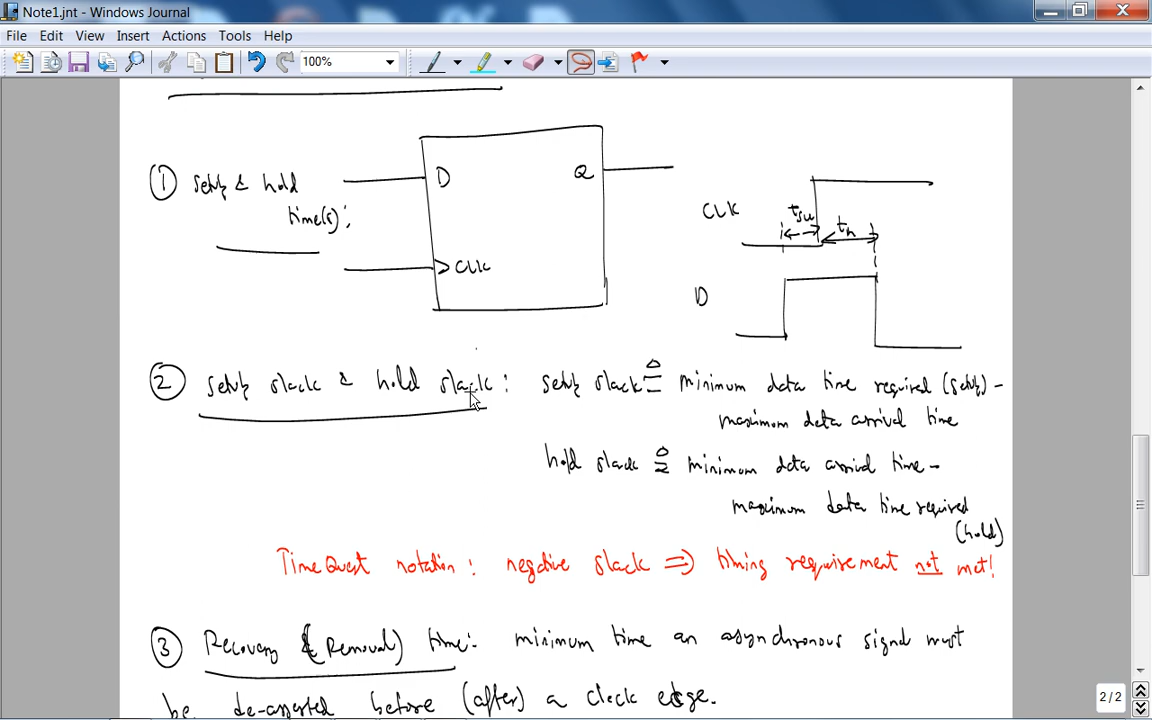 Note1.jnt - Windows Journal
File Edit View Insert Actions Tools Help
100%
① Setup & hold
time(s):
D
Q
CLK
CLK
tsu
th
D
② Setup slack & hold slack : setup slack ≜ minimum data time required (setup) -
maximum data arrival time
hold slack ≜ minimum data arrival time -
maximum data time required
(hold)
TimeQuest notation : negative slack ⇒ timing requirement not met!
③ Recovery & (Removal) time: minimum time an asynchronous signal must
be de-asserted before (after) a clock edge.
2/2